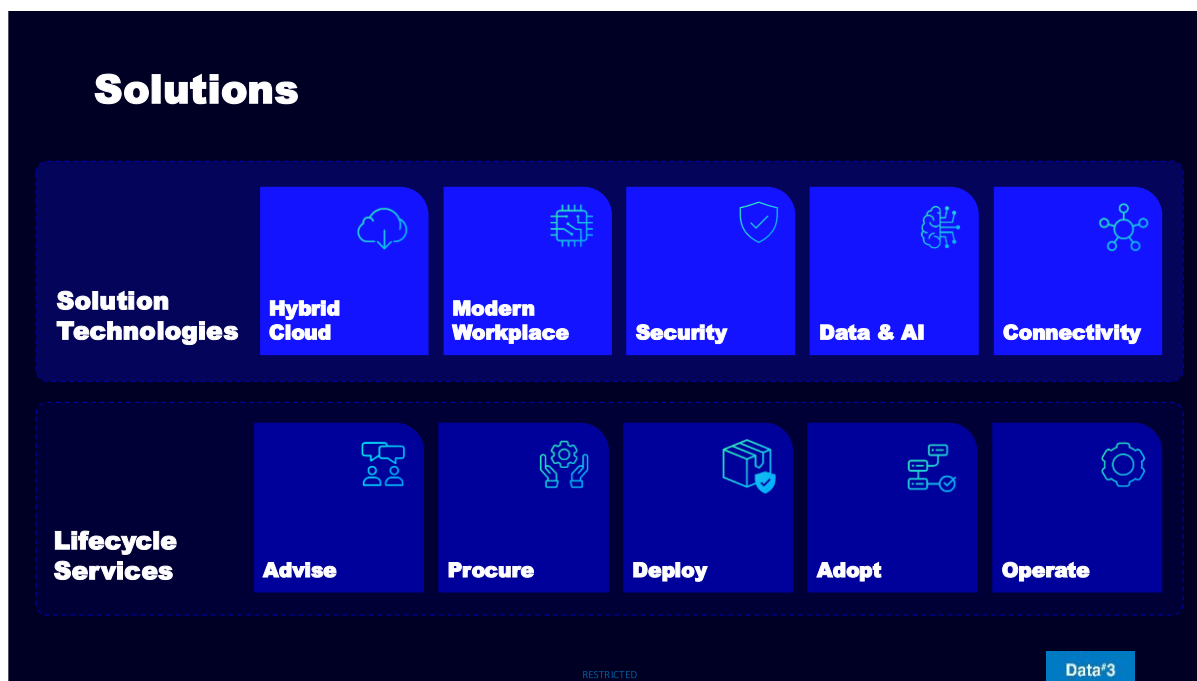 Solutions
Solution
Technologies
Hybrid
Cloud
Modern
Workplace
Security
Data & AI
Connectivity
Lifecycle
Services
Advise
Procure
Deploy
Adopt
Operate
RESTRICTED
Data#3